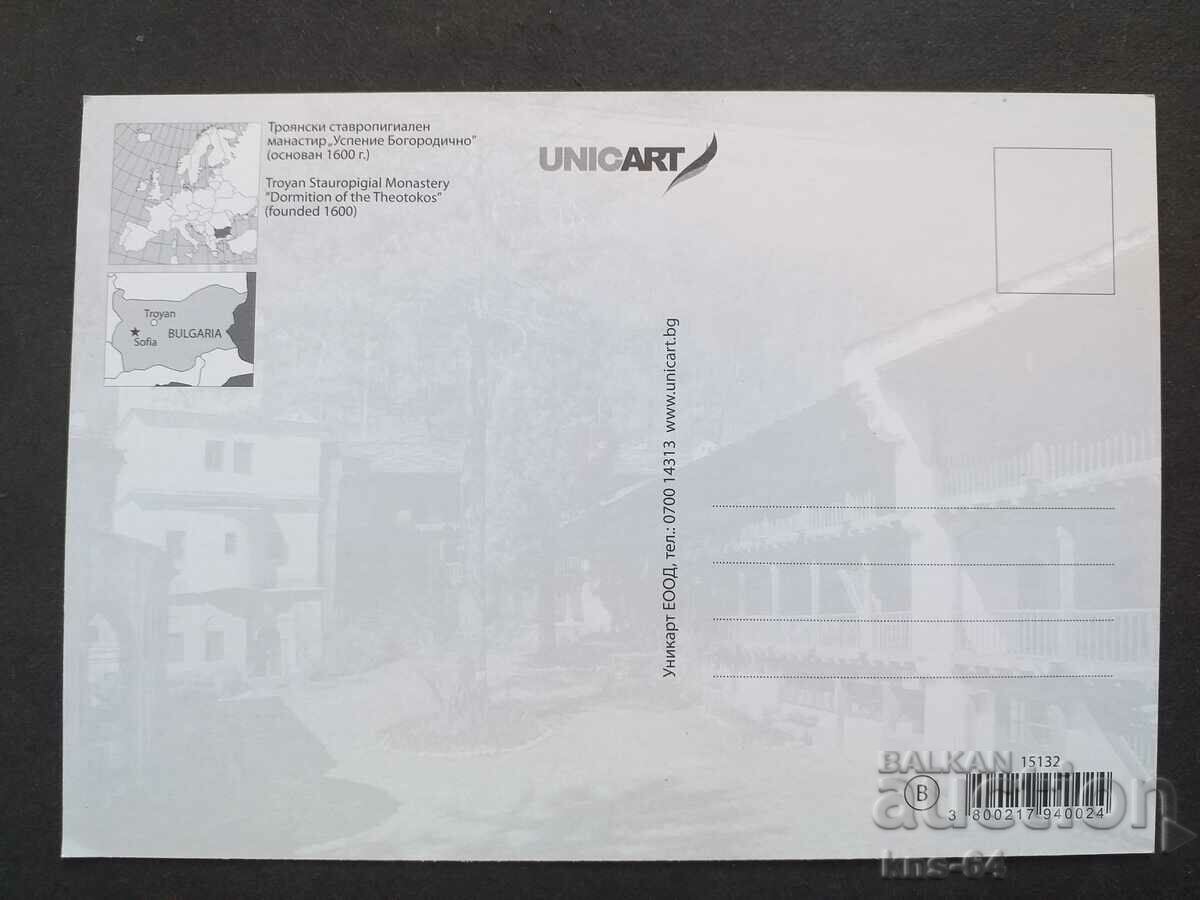 Троянски ставропигиален
манастир „Успение Богородично"
(основан 1600 г.)
Troyan Stauropigial Monastery
"Dormition of the Theotokos"
(founded 1600)
UNICART
Troyan
Sofia
BULGARIA
Уникарт ЕООД, тел.: 0700 14313 www.unicart.bg
15132
B
3 800217 940024
BALKAN
auction
kns-64